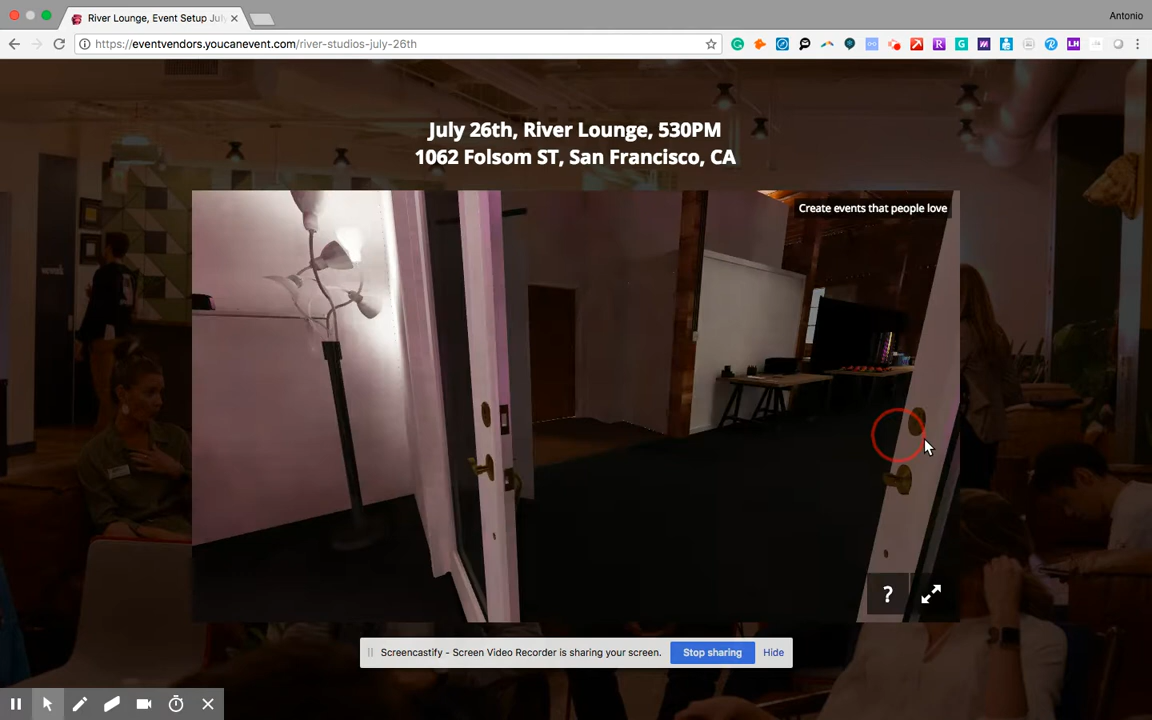 River Lounge, Event Setup July
Antonio
https://eventvendors.youcanevent.com/river-studios-july-26th
LH
July 26th, River Lounge, 530PM
1062 Folsom ST, San Francisco, CA
Create events that people love
?
Screencastify - Screen Video Recorder is sharing your screen.
Stop sharing
Hide